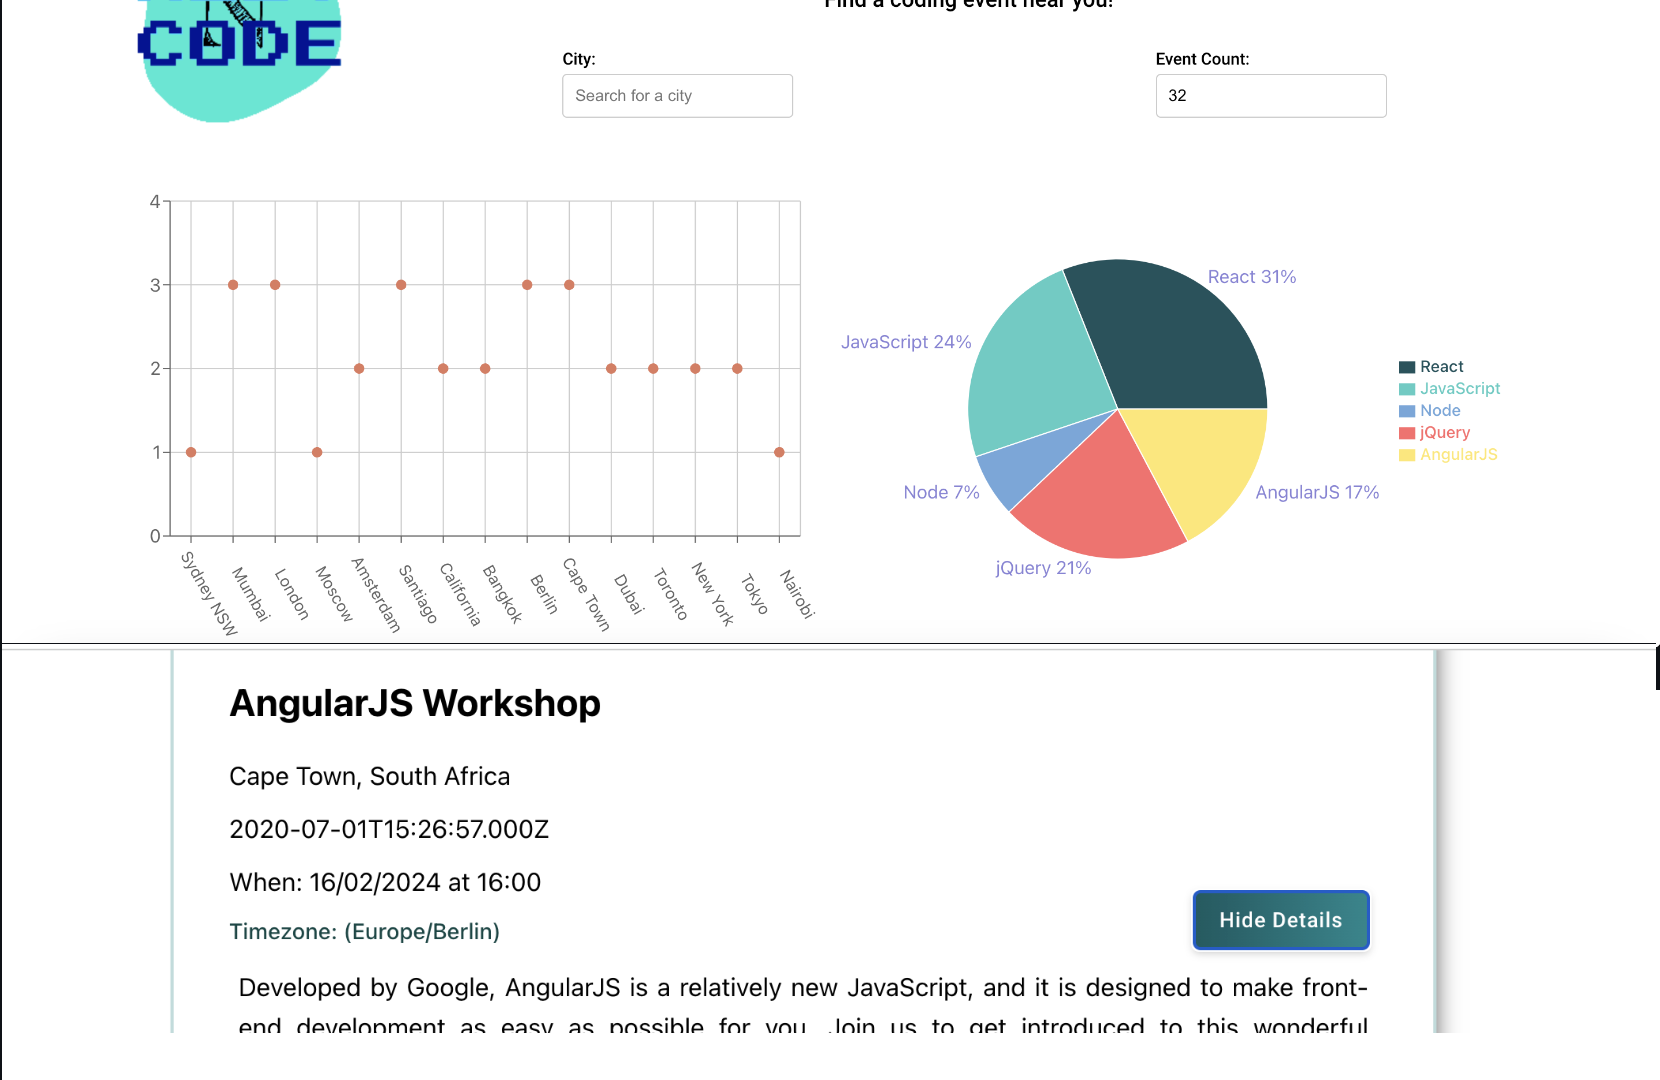 Find a coding event near you!
CODE
City:
Event Count:
Search for a city
32
4
3
2
1
0
Sydney NSW
Mumbai
London
Moscow
Amsterdam
Santiago
California
Bangkok
Berlin
Cape Town
Dubai
Toronto
New York
Tokyo
Nairobi
React 31%
JavaScript 24%
Node 7%
jQuery 21%
AngularJS 17%
React
JavaScript
Node
jQuery
AngularJS
AngularJS Workshop
Cape Town, South Africa
2020-07-01T15:26:57.000Z
When: 16/02/2024 at 16:00
Hide Details
Timezone: (Europe/Berlin)
Developed by Google, AngularJS is a relatively new JavaScript, and it is designed to make front-
end development as easy as possible for you. Join us to get introduced to this wonderful